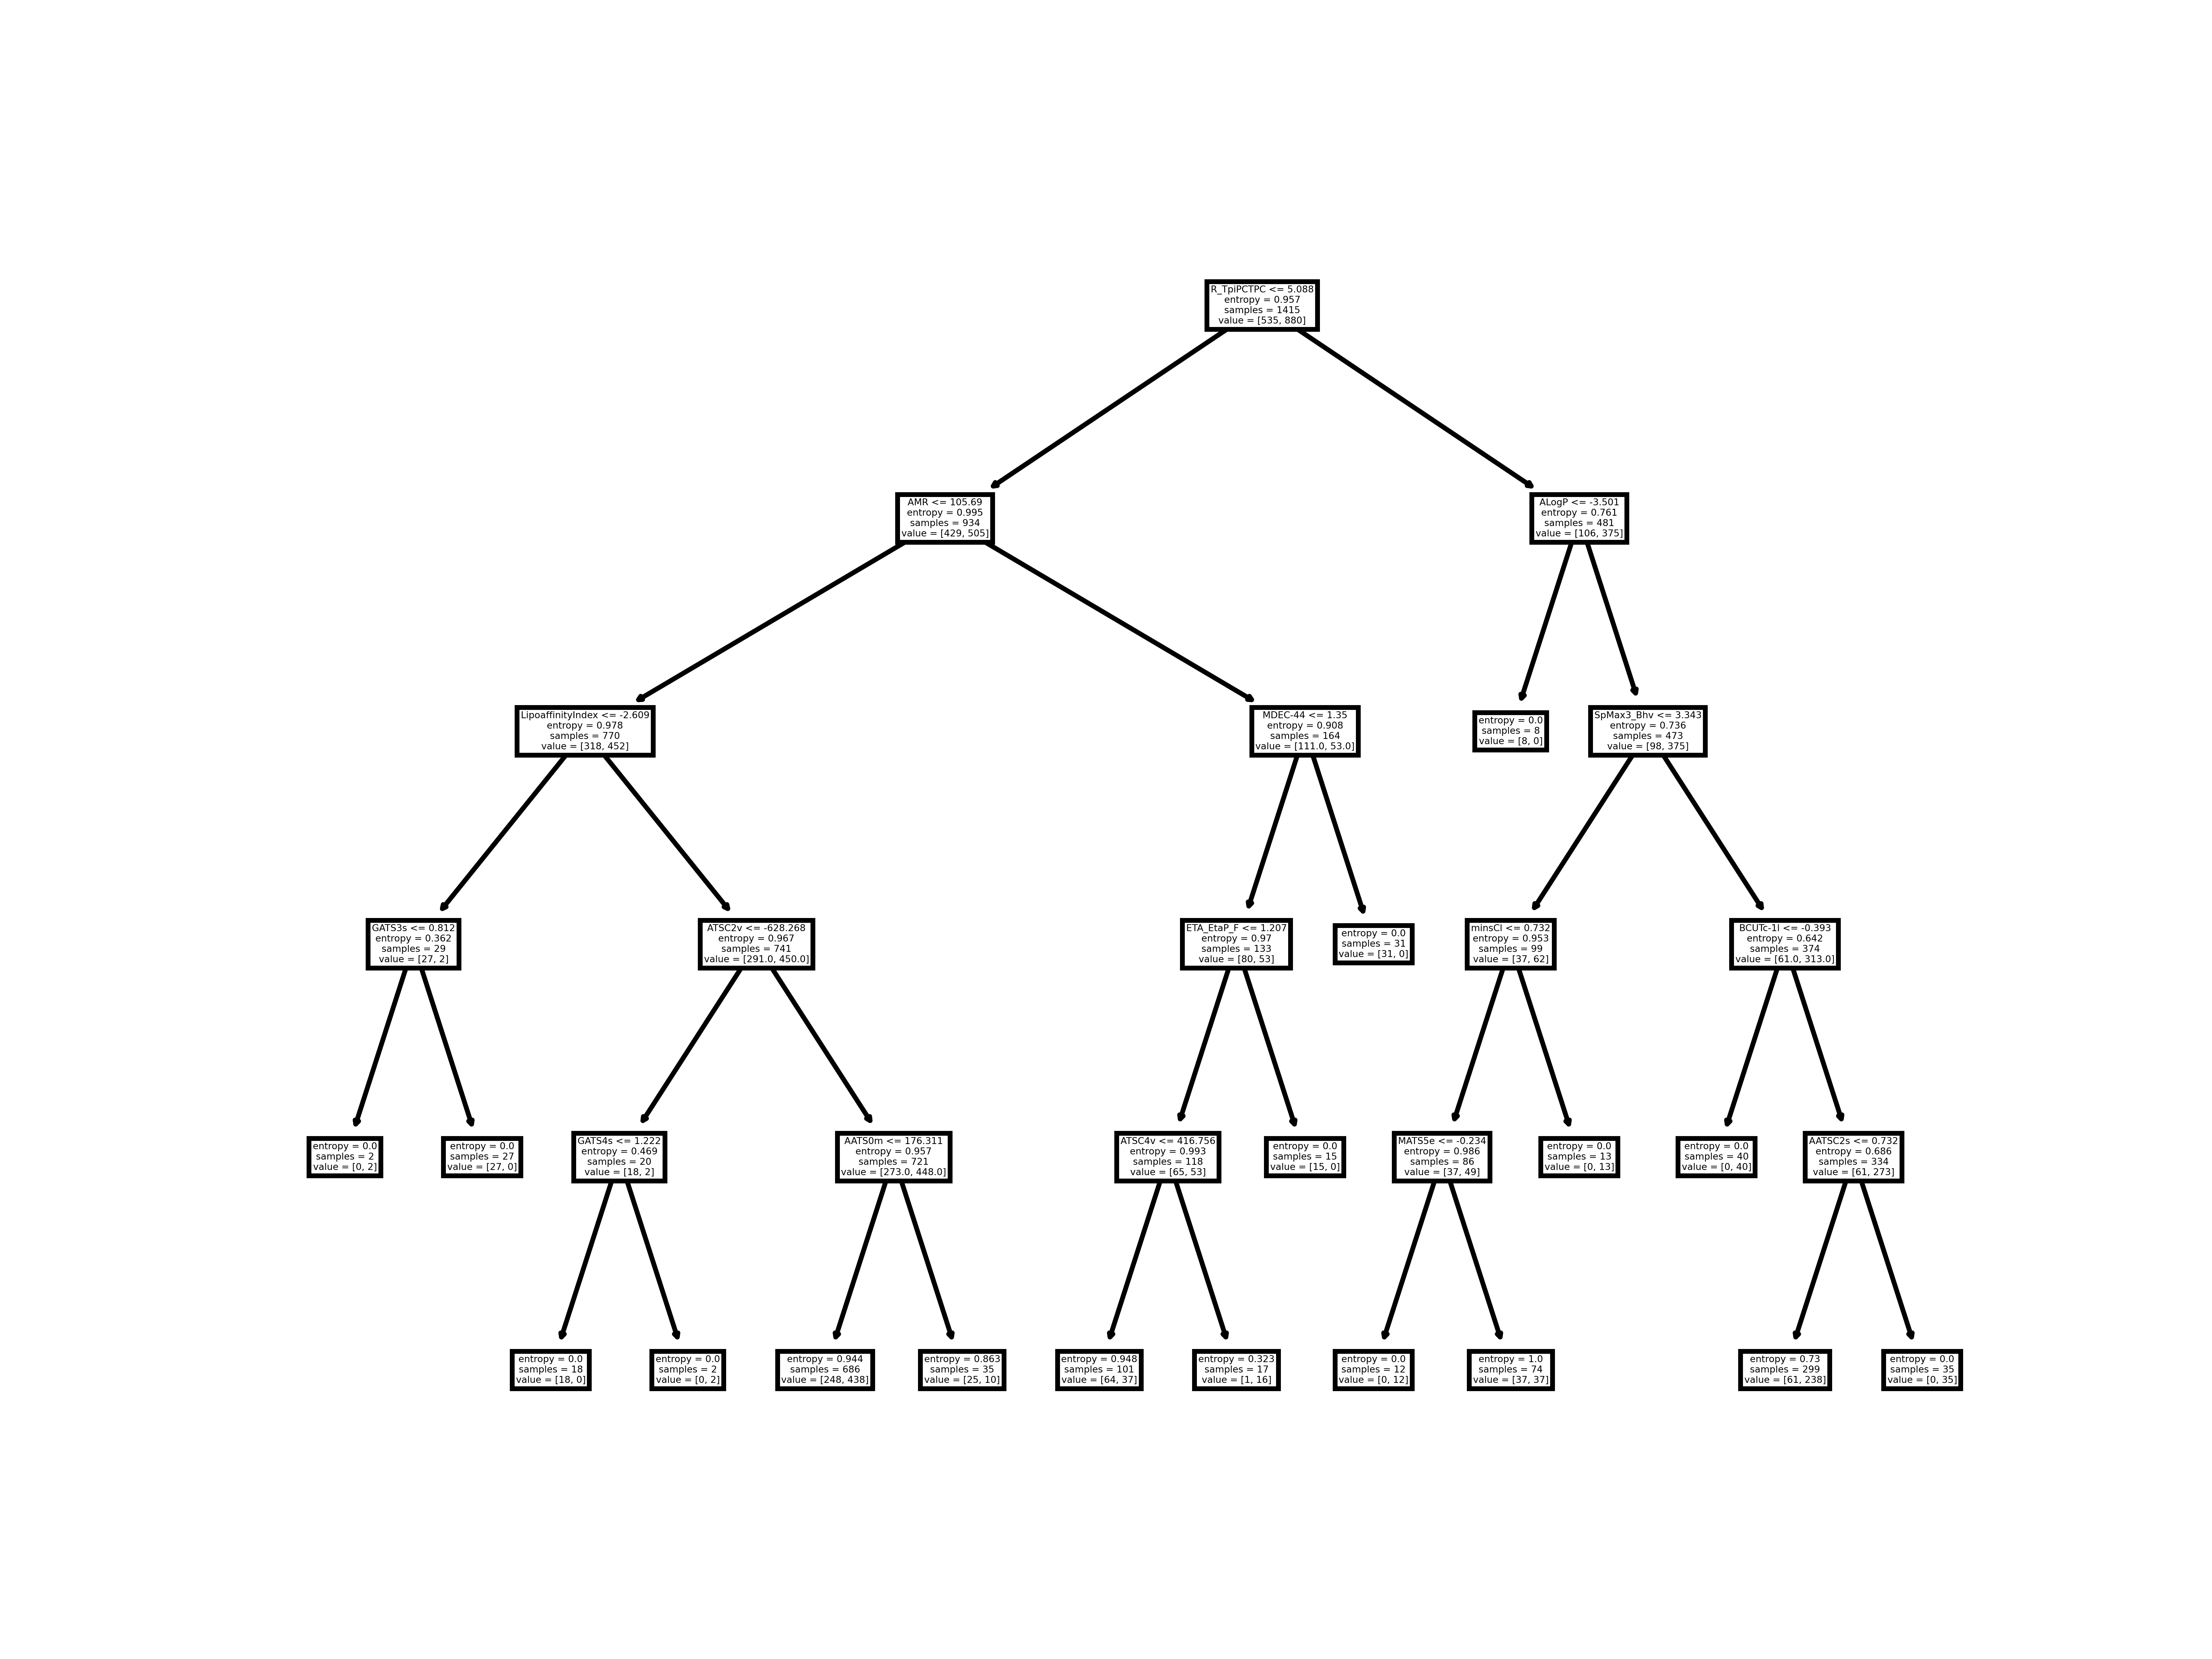 R_TpiPCTPC <= 5.088
entropy = 0.957
samples = 1415
value = [535, 880]
AMR <= 105.69
entropy = 0.995
samples = 934
value = [429, 505]
ALogP <= -3.501
entropy = 0.761
samples = 481
value = [106, 375]
LipoaffinityIndex <= -2.609
entropy = 0.978
samples = 770
value = [318, 452]
MDEC-44 <= 1.35
entropy = 0.908
samples = 164
value = [111.0, 53.0]
entropy = 0.0
samples = 8
value = [8, 0]
SpMax3_Bhv <= 3.343
entropy = 0.736
samples = 473
value = [98, 375]
GATS3s <= 0.812
entropy = 0.362
samples = 29
value = [27, 2]
ATSC2v <= -628.268
entropy = 0.967
samples = 741
value = [291.0, 450.0]
ETA_EtaP_F <= 1.207
entropy = 0.97
samples = 133
value = [80, 53]
entropy = 0.0
samples = 31
value = [31, 0]
minsCl <= 0.732
entropy = 0.953
samples = 99
value = [37, 62]
BCUTc-1l <= -0.393
entropy = 0.642
samples = 374
value = [61.0, 313.0]
entropy = 0.0
samples = 2
value = [0, 2]
entropy = 0.0
samples = 27
value = [27, 0]
GATS4s <= 1.222
entropy = 0.469
samples = 20
value = [18, 2]
AATS0m <= 176.311
entropy = 0.957
samples = 721
value = [273.0, 448.0]
ATSC4v <= 416.756
entropy = 0.993
samples = 118
value = [65, 53]
entropy = 0.0
samples = 15
value = [15, 0]
MATS5e <= -0.234
entropy = 0.986
samples = 86
value = [37, 49]
entropy = 0.0
samples = 13
value = [0, 13]
entropy = 0.0
samples = 40
value = [0, 40]
AATSC2s <= 0.732
entropy = 0.686
samples = 334
value = [61, 273]
entropy = 0.0
samples = 18
value = [18, 0]
entropy = 0.0
samples = 2
value = [0, 2]
entropy = 0.944
samples = 686
value = [248, 438]
entropy = 0.863
samples = 35
value = [25, 10]
entropy = 0.948
samples = 101
value = [64, 37]
entropy = 0.323
samples = 17
value = [1, 16]
entropy = 0.0
samples = 12
value = [0, 12]
entropy = 1.0
samples = 74
value = [37, 37]
entropy = 0.73
samples = 299
value = [61, 238]
entropy = 0.0
samples = 35
value = [0, 35]